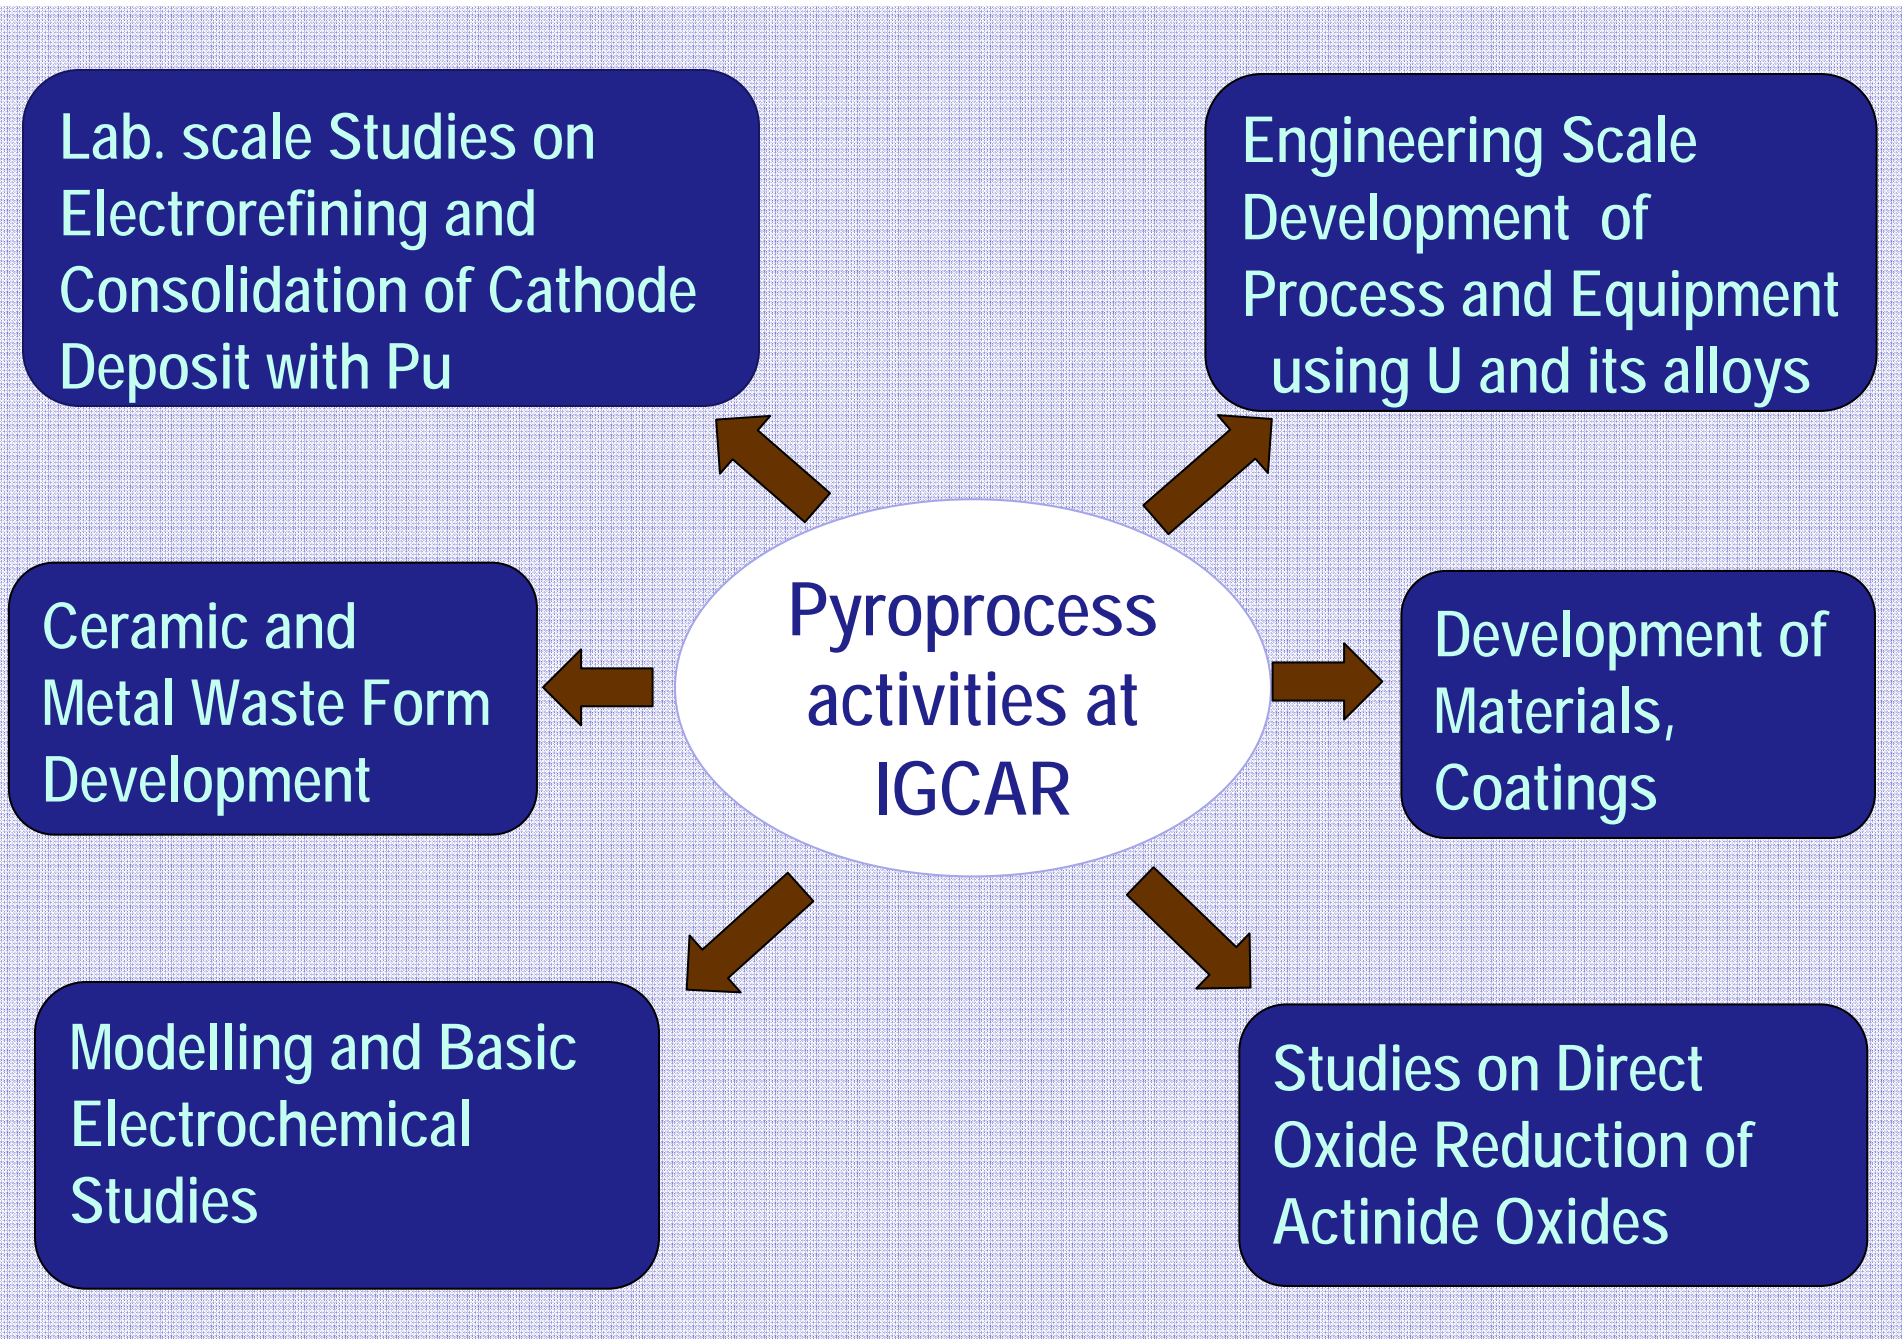 Lab. scale Studies on
Electrorefining and
Consolidation of Cathode
Deposit with Pu
Engineering Scale
Development of
Process and Equipment
using U and its alloys
Ceramic and
Metal Waste Form
Development
Pyroprocess
activities at
IGCAR
Development of
Materials,
Coatings
Modelling and Basic
Electrochemical
Studies
Studies on Direct
Oxide Reduction of
Actinide Oxides